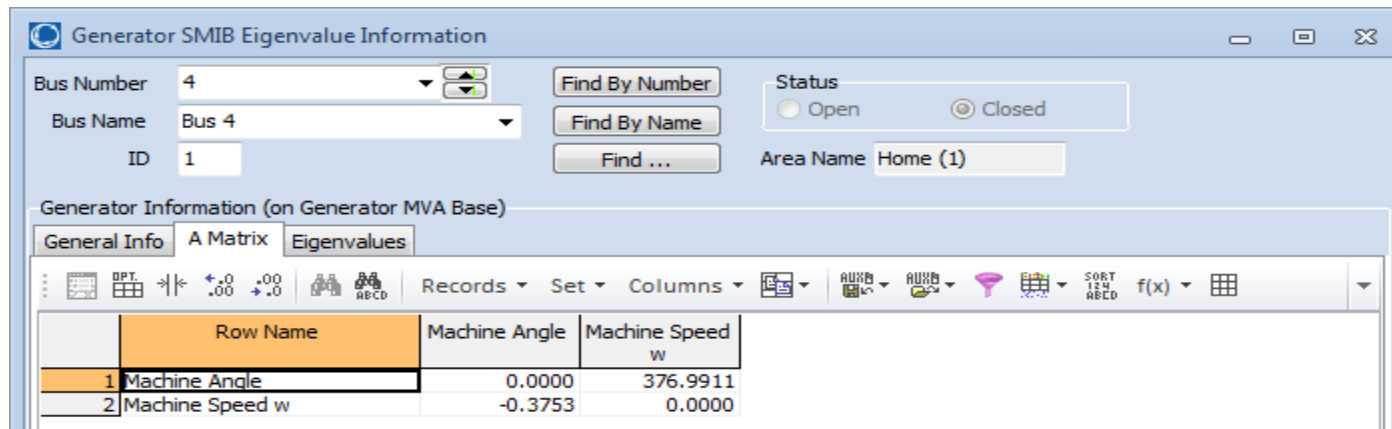 Generator SMIB Eigenvalue Information
Bus Number 4 Find By Number Status
Open Closed
Bus Name Bus 4 Find By Name
ID 1 Find ... Area Name Home (1)
Generator Information (on Generator MVA Base)
General Info A Matrix Eigenvalues
Records Set Columns SORT 124 ABED f(x)
Row Name Machine Angle Machine Speed w
1 Machine Angle 0.0000 376.9911
2 Machine Speed w -0.3753 0.0000